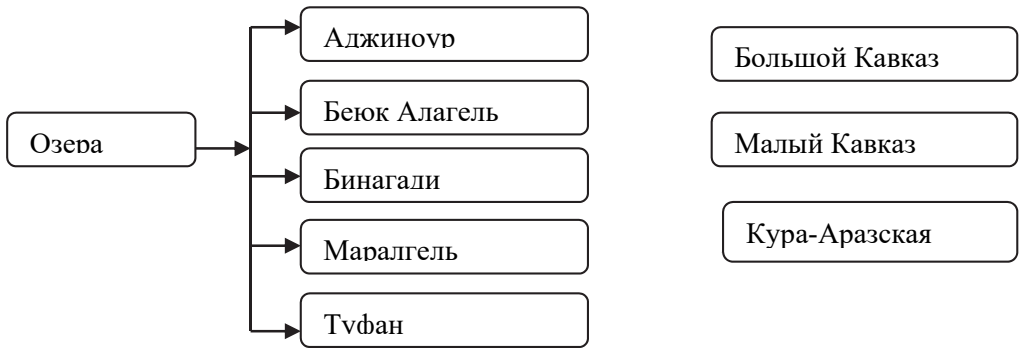 Озера
Аджиноур
Беюк Алагель
Бинагади
Маралгель
Туфан
Большой Кавказ
Малый Кавказ
Кура-Аразская